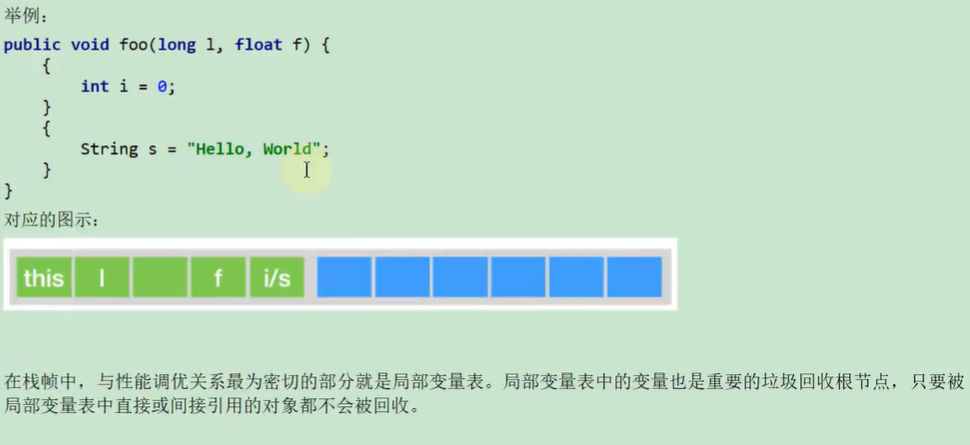 举例：
public void foo(long l, float f) {
{
int i = 0;
}
{
String s = "Hello, World";
}
}
对应的图示：
this l f i/s
在栈帧中，与性能调优关系最为密切的部分就是局部变量表。局部变量表中的变量也是重要的垃圾回收根节点，只要被
局部变量表中直接或间接引用的对象都不会被回收。